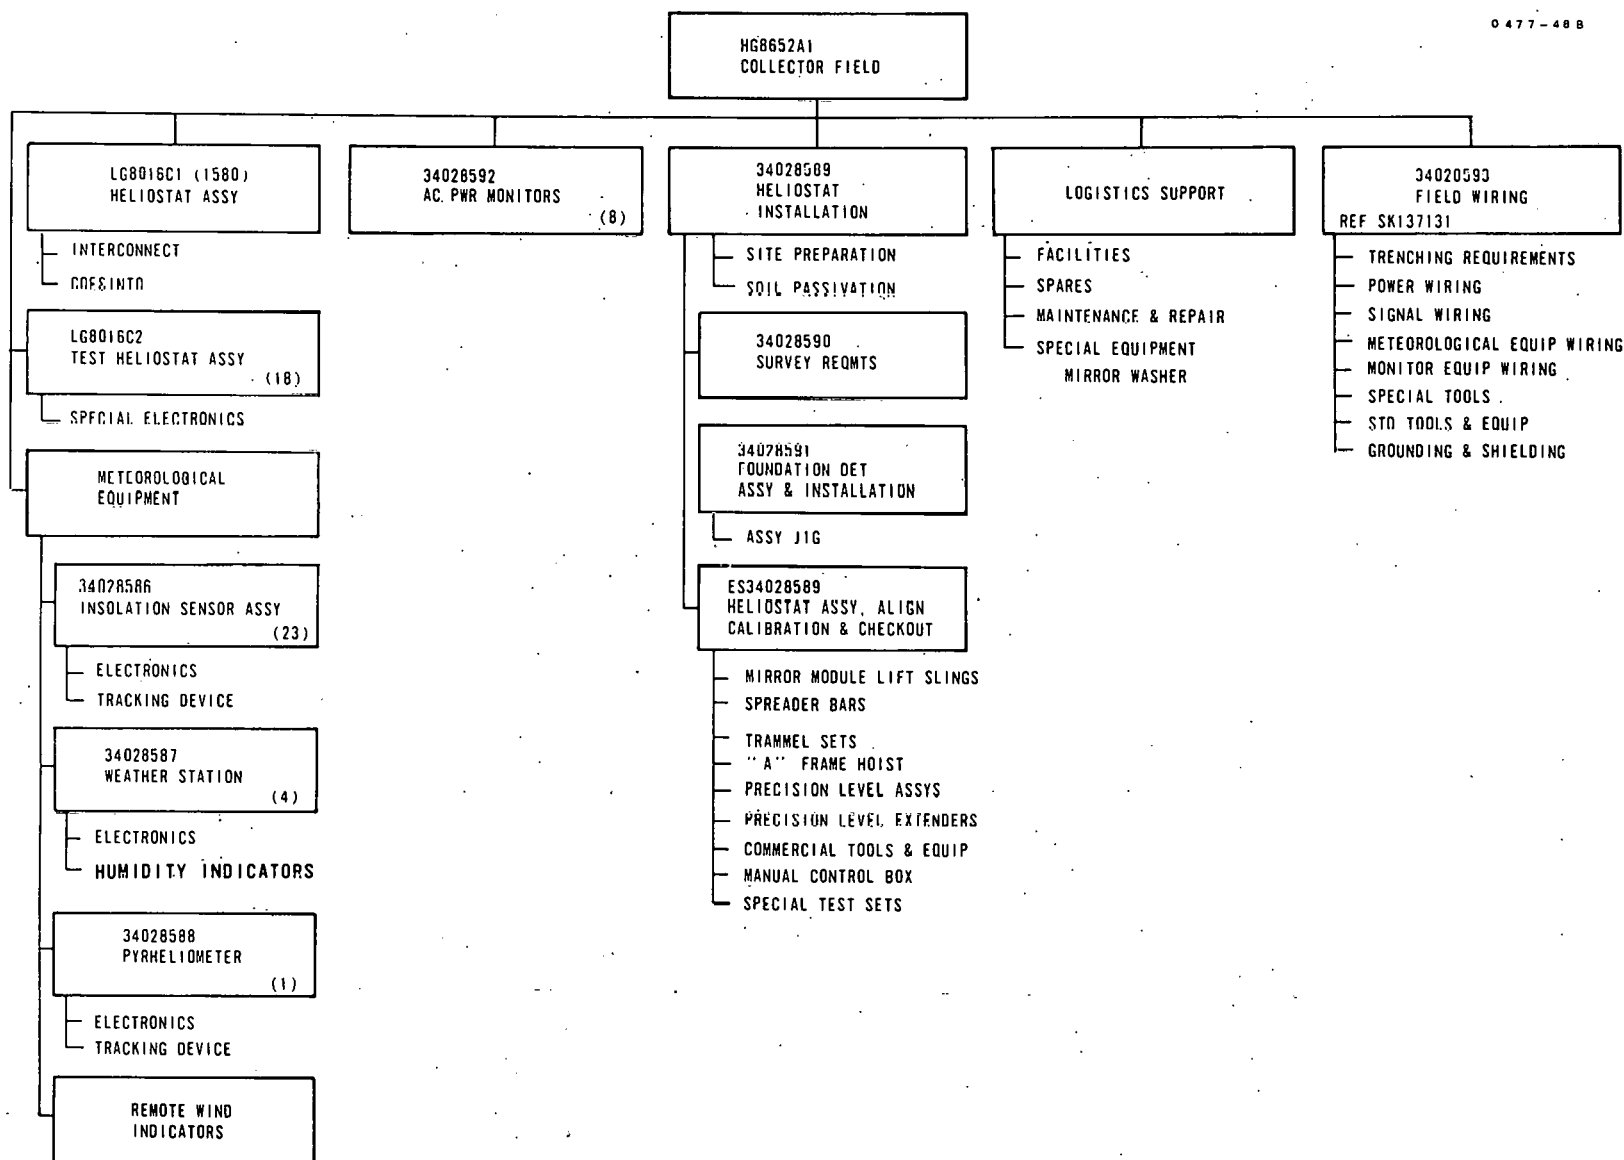 0477-48B
HG8652A1
COLLECTOR FIELD
LG8016C1 (1580)
HELIOSTAT ASSY
INTERCONNECT
LG8016C2
TEST HELIOSTAT ASSY
(18)
SPECIAL ELECTRONICS
METEOROLOGICAL
EQUIPMENT
34028586
INSOLATION SENSOR ASSY
(23)
ELECTRONICS
TRACKING DEVICE
34028587
WEATHER STATION
(4)
ELECTRONICS
HUMIDITY INDICATORS
34028588
PYRHELIOMETER
(1)
ELECTRONICS
TRACKING DEVICE
REMOTE WIND
INDICATORS
34028592
AC PWR MONITORS
(8)
34028589
HELIOSTAT
INSTALLATION
SITE PREPARATION
SOIL PASSIVATION
34028590
SURVEY REQMTS
34028591
FOUNDATION DET
ASSY & INSTALLATION
ASSY JIG
ES34028589
HELIOSTAT ASSY, ALIGN
CALIBRATION & CHECKOUT
MIRROR MODULE LIFT SLINGS
SPREADER BARS
TRAMMEL SETS
"A" FRAME HOIST
PRECISION LEVEL ASSYS
PRECISION LEVEL EXTENDERS
COMMERCIAL TOOLS & EQUIP
MANUAL CONTROL BOX
SPECIAL TEST SETS
LOGISTICS SUPPORT
FACILITIES
SPARES
MAINTENANCE & REPAIR
SPECIAL EQUIPMENT
MIRROR WASHER
34020593
FIELD WIRING
REF SK137131
TRENCHING REQUIREMENTS
POWER WIRING
SIGNAL WIRING
METEOROLOGICAL EQUIP WIRING
MONITOR EQUIP WIRING
SPECIAL TOOLS
STD TOOLS & EQUIP
GROUNDING & SHIELDING